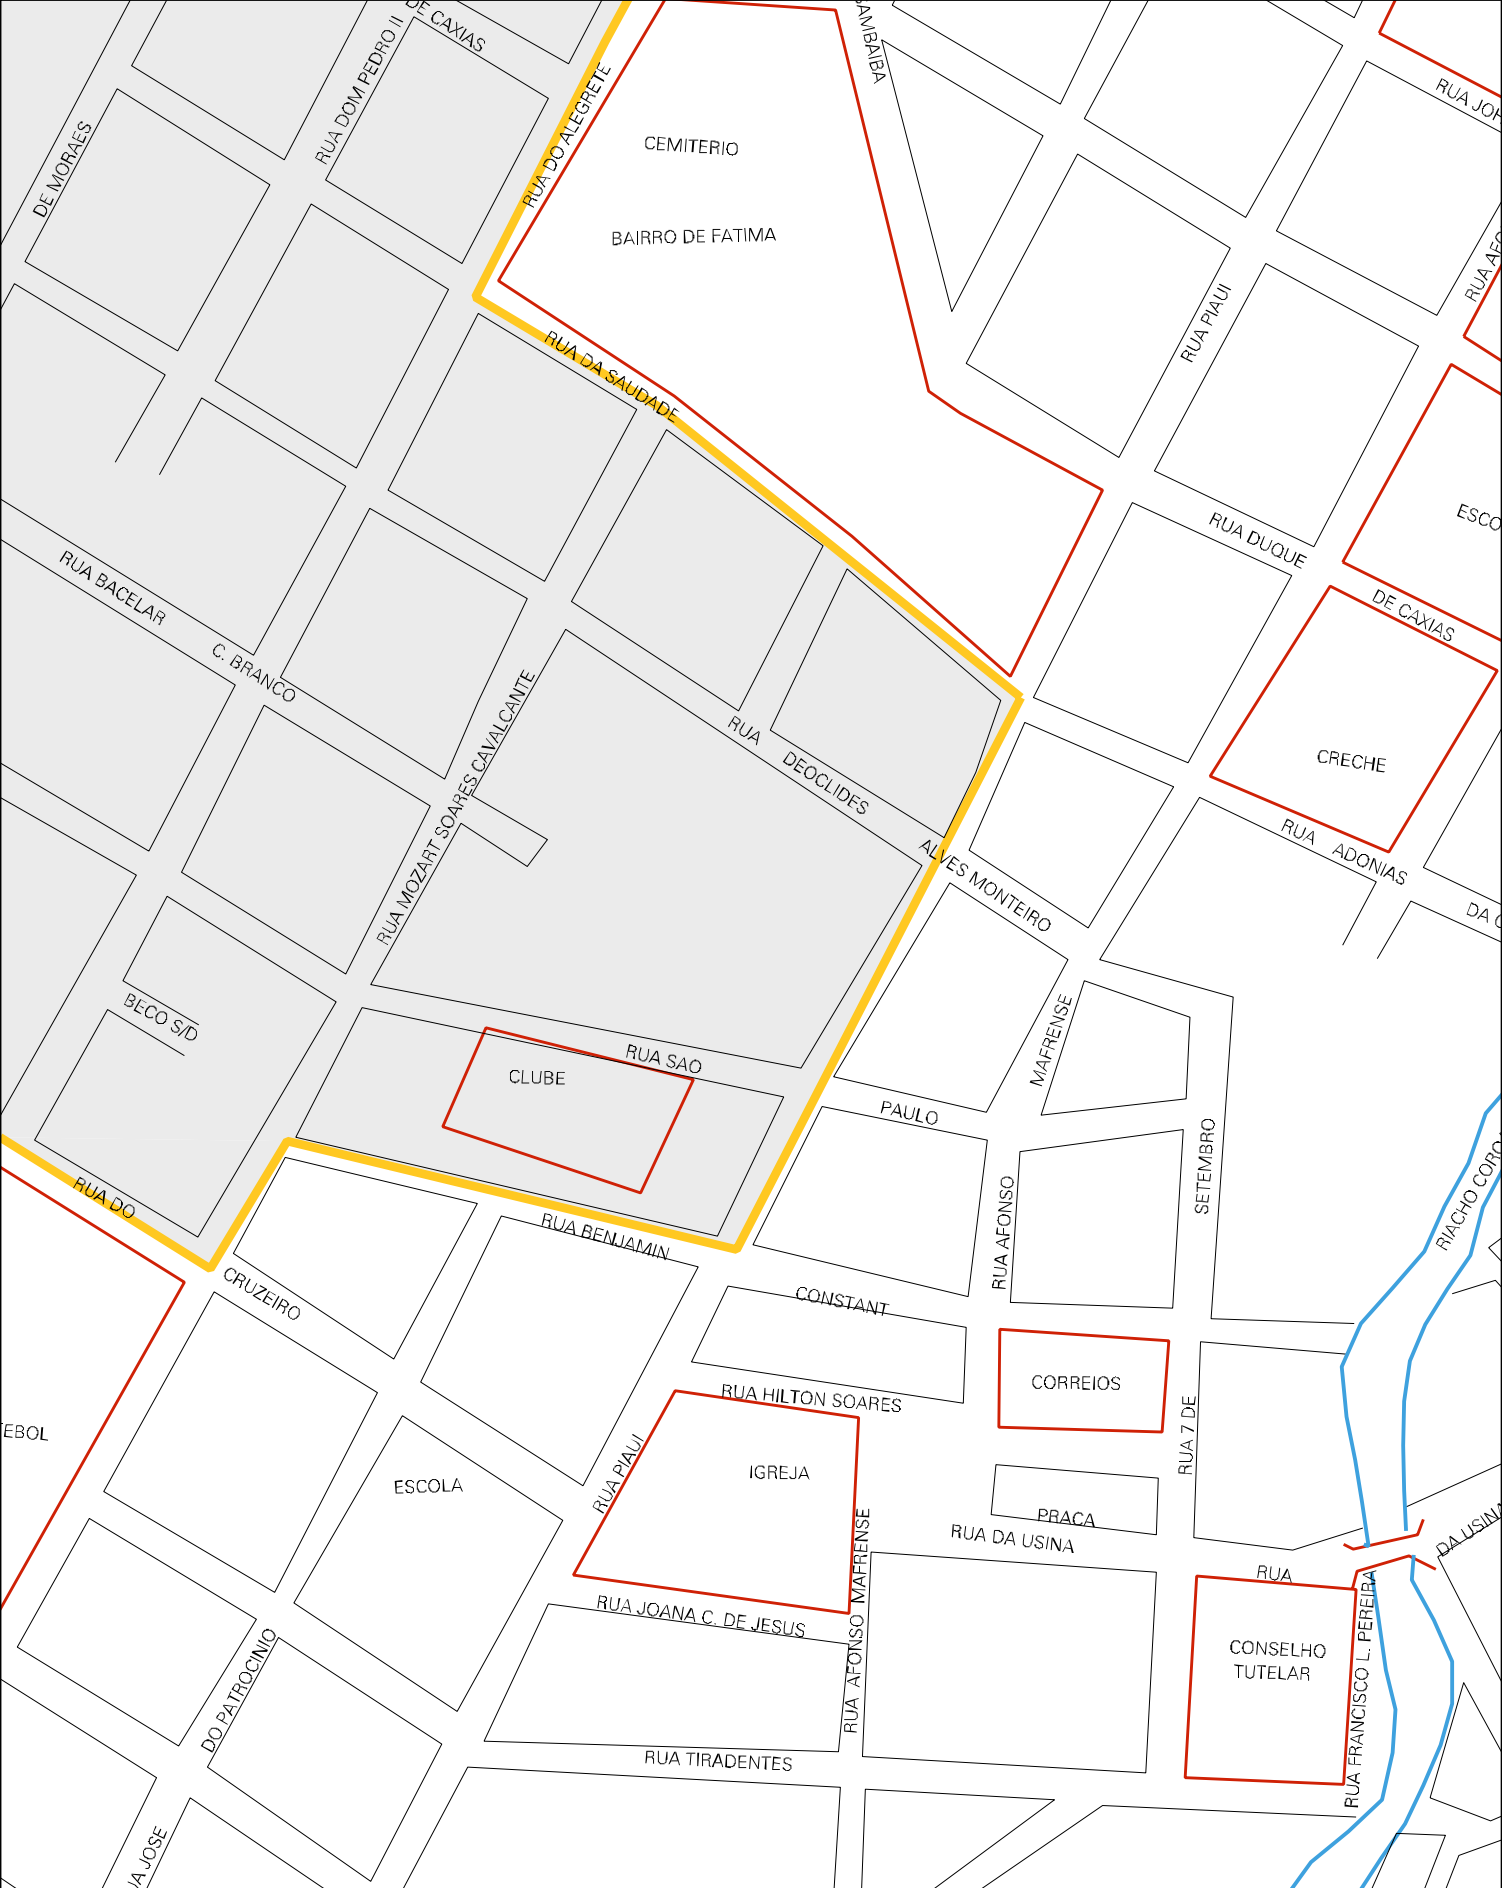 DE CAXIAS
RUA DOM PEDRO II
DE MORAES
RUA DO ALEGRETE
CEMITERIO
BAIRRO DE FATIMA
RUA DA SAUDADE
RUA PIAUI
RUA DUQUE
DE CAXIAS
RUA BACELAR
C. BRANCO
RUA MOZART SOARES CAVALCANTE
RUA
DEOCLIDES
ALVES MONTEIRO
CRECHE
RUA
ADONIAS
BECO S/D
CLUBE
RUA SAO
PAULO
MAFRENSE
SETEMBRO
RUA AFONSO
RUA DO
CRUZEIRO
RUA BENJAMIN
CONSTANT
RUA HILTON SOARES
CORREIOS
RUA 7 DE
RIACHO CORO
ESCOLA
RUA PIAUI
IGREJA
PRACA
RUA DA USINA
RUA
DA USINA
RUA JOANA C. DE JESUS
RUA AFONSO MAFRENSE
CONSELHO
TUTELAR
RUA FRANCISCO L. PEREIRA
DO PATROCINIO
RUA TIRADENTES
JOSE